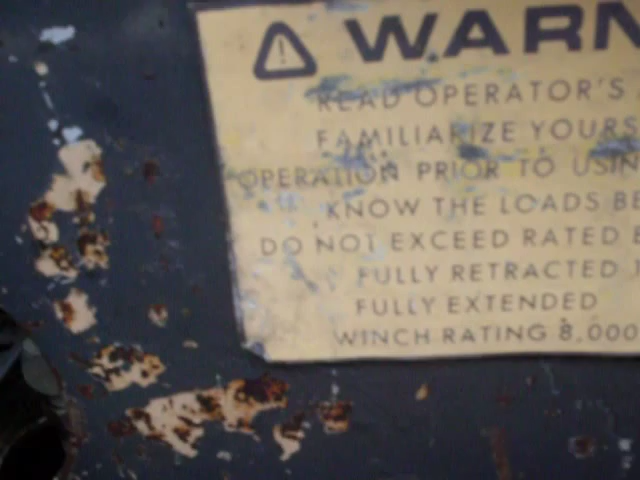 WARN
READ OPERATOR'S
FAMILIARIZE YOURS
OPERATION PRIOR TO USIN
KNOW THE LOADS BE
DO NOT EXCEED RATED
FULLY RETRACTED
FULLY EXTENDED
WINCH RATING 8,000